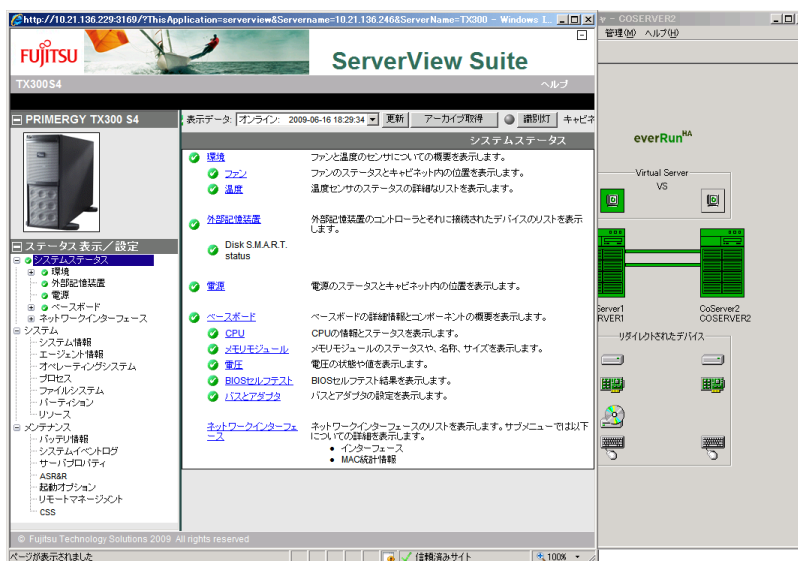 http://10.21.136.229:3169/?ThisApplication=serverview&Servername=10.21.136.246&ServerName=TX300 - Windows I...
FUJITSU
ServerView Suite
TX300S4
ヘルプ
PRIMERGY TX300 S4
表示データ: オンライン: 2009-06-16 18:29:34 更新 アーカイブ取得 識別灯 キャビネ
システムステータス
環境 ファンと温度のセンサについての概要を表示します。
ファン ファンのステータスとキャビネット内の位置を表示します。
温度 温度センサのステータスの詳細なリストを表示します。
外部記憶装置 外部記憶装置のコントローラとそれに接続されたデバイスのリストを表示
します。
Disk S.M.A.R.T.
status
電源 電源のステータスとキャビネット内の位置を表示します。
ベースボード ベースボードの詳細情報とコンポーネントの概要を表示します。
CPU CPUの情報とステータスを表示します。
メモリモジュール メモリモジュールのステータスや、名称、サイズを表示します。
電圧 電圧の状態や値を表示します。
BIOSセルフテスト BIOSセルフテスト結果を表示します。
バスとアダプタ バスとアダプタの設定を表示します。
ネットワークインターフェ ネットワークインターフェースのリストを表示します。サブメニューでは以下
ース についての詳細を表示します。
インターフェース
MAC統計情報
ステータス表示／設定
システムステータス
環境
外部記憶装置
電源
ベースボード
ネットワークインターフェース
システム
システム情報
エージェント情報
オペレーティングシステム
プロセス
ファイルシステム
パーティション
リソース
メンテナンス
バッテリ情報
システムイベントログ
サーバプロパティ
ASR&R
起動オプション
リモートマネージメント
CSS
© Fujitsu Technology Solutions 2009 All rights reserved
ページが表示されました
信頼済みサイト
100%
- COSERVER2
管理(M) ヘルプ(H)
everRun HA
Virtual Server
VS
Server1
RVER1
CoServer2
COSERVER2
リダイレクトされたデバイス